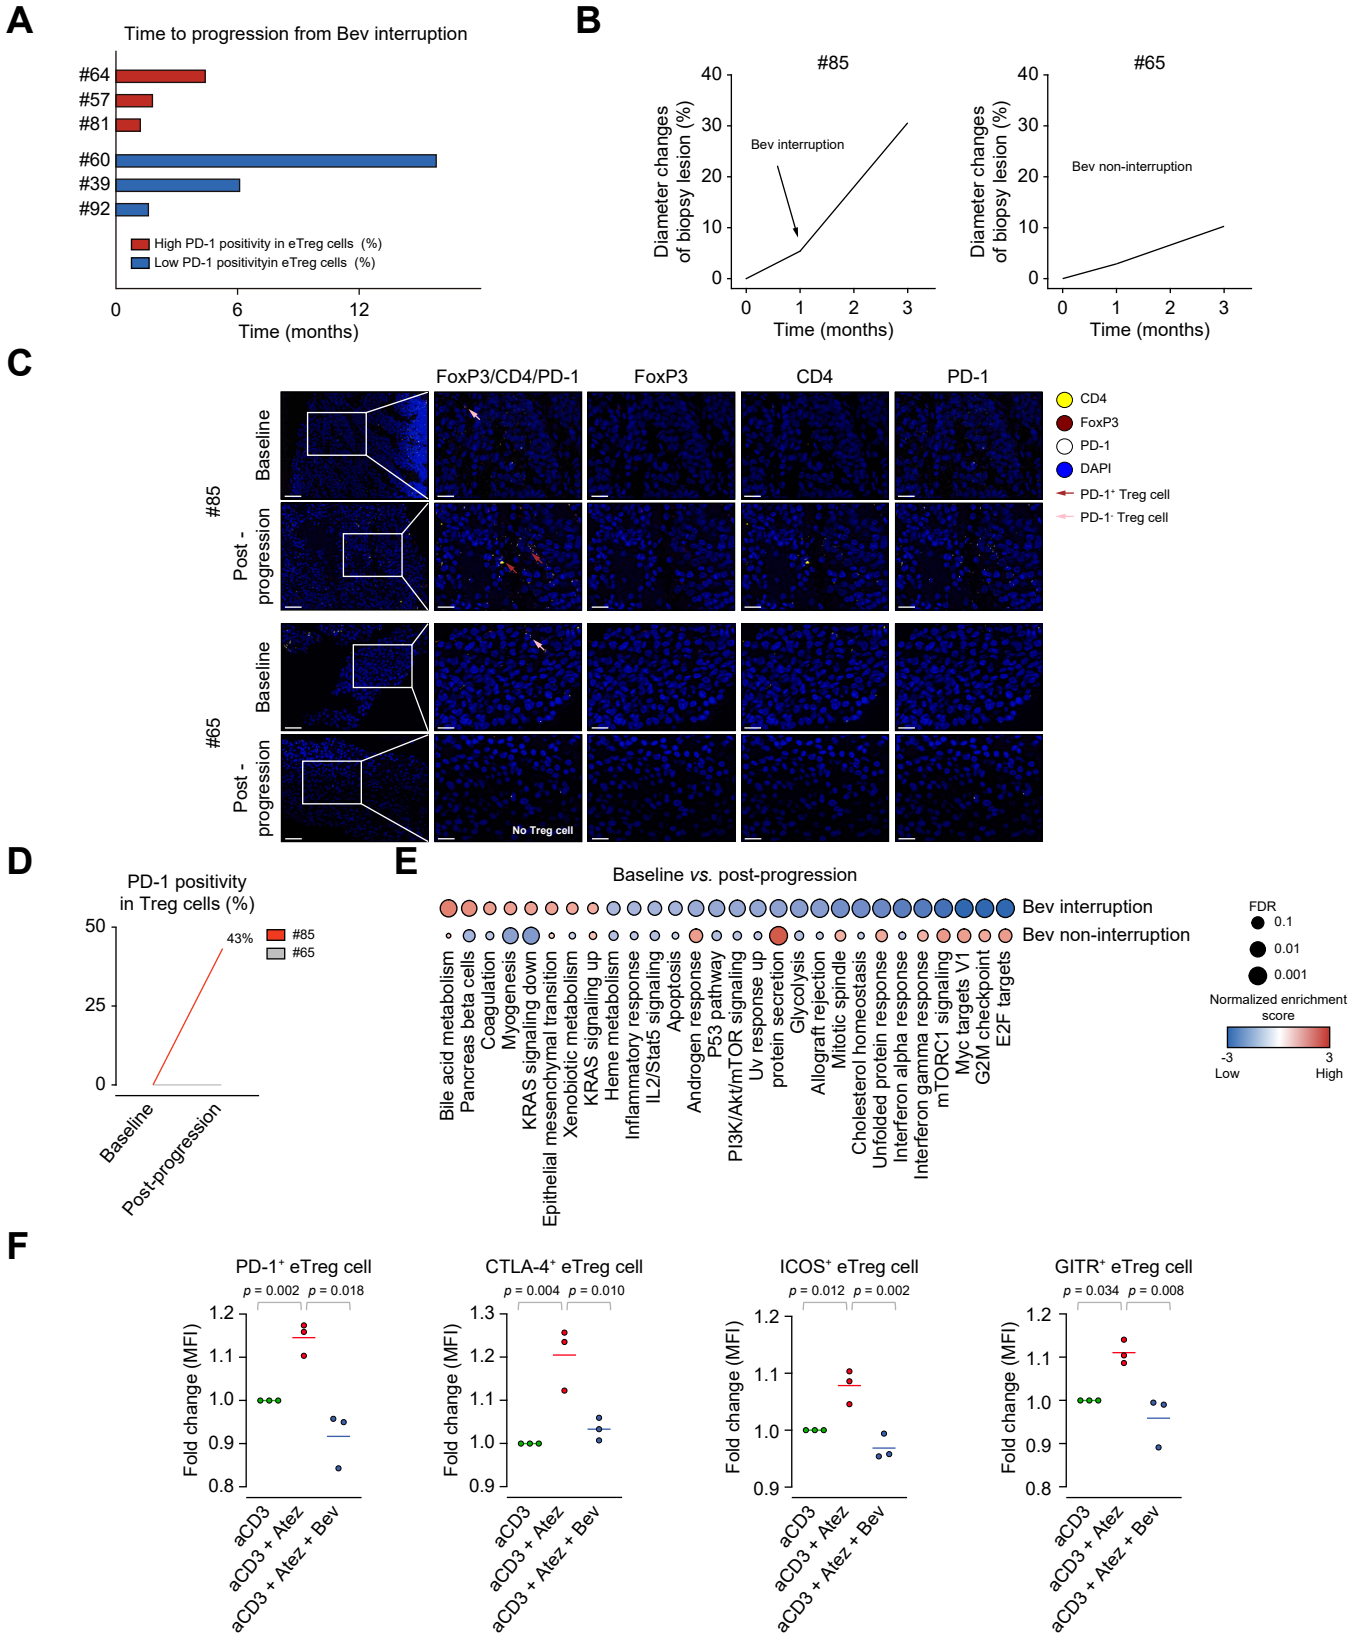 A
Time to progression from Bev interruption
#64
#57
#81
#60
#39
#92
High PD-1 positivity in eTreg cells (%)
Low PD-1 positivityin eTreg cells (%)
0
6
12
Time (months)
B
#85
Diameter changes
of biopsy lesion (%)
40
30
20
10
0
Bev interruption
0
1
2
3
Time (months)
#65
Diameter changes
of biopsy lesion (%)
40
30
20
10
0
Bev non-interruption
0
1
2
3
Time (months)
C
FoxP3/CD4/PD-1
FoxP3
CD4
PD-1
#85
Baseline
Post -
progression
#65
Baseline
Post -
progression
No Treg cell
CD4
FoxP3
PD-1
DAPI
PD-1⁺ Treg cell
PD-1⁻ Treg cell
D
PD-1 positivity
in Treg cells (%)
50
25
0
43%
#85
#65
Baseline
Post-progression
E
Baseline vs. post-progression
Bev interruption
Bev non-interruption
Bile acid metabolism
Pancreas beta cells
Coagulation
Myogenesis
KRAS signaling down
Epithelial mesenchymal transition
Xenobiotic metabolism
KRAS signaling up
Heme metabolism
Inflammatory response
IL2/Stat5 signaling
Apoptosis
Androgen response
P53 pathway
PI3K/Akt/mTOR signaling
Uv response up
protein secretion
Glycolysis
Allograft rejection
Mitotic spindle
Cholesterol homeostasis
Unfolded protein response
Interferon alpha response
Interferon gamma response
mTORC1 signaling
Myc targets V1
G2M checkpoint
E2F targets
FDR
0.1
0.01
0.001
Normalized enrichment
score
-3
3
Low
High
F
PD-1⁺ eTreg cell
p = 0.002
p = 0.018
Fold change (MFI)
1.2
1.1
1.0
0.9
0.8
aCD3
aCD3 + Atez
aCD3 + Atez + Bev
CTLA-4⁺ eTreg cell
p = 0.004
p = 0.010
Fold change (MFI)
1.3
1.2
1.1
1.0
0.9
aCD3
aCD3 + Atez
aCD3 + Atez + Bev
ICOS⁺ eTreg cell
p = 0.012
p = 0.002
Fold change (MFI)
1.2
1.1
1.0
0.9
aCD3
aCD3 + Atez
aCD3 + Atez + Bev
GITR⁺ eTreg cell
p = 0.034
p = 0.008
Fold change (MFI)
1.2
1.1
1.0
0.9
0.8
aCD3
aCD3 + Atez
aCD3 + Atez + Bev